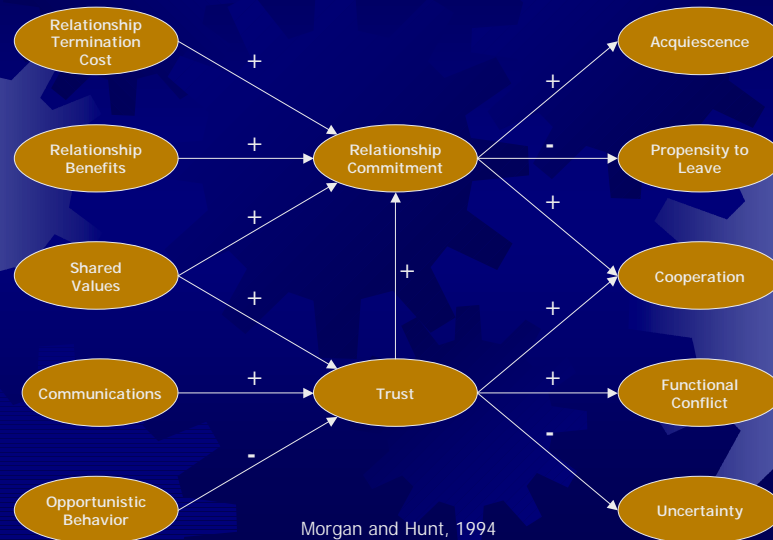 Relationship
Termination
Cost
Acquiescence
+
+
Relationship
Benefits
+
Relationship
Commitment
-
Propensity to
Leave
+
+
Shared
Values
+
Cooperation
+
+
Communications
+
Trust
+
Functional
Conflict
-
-
Opportunistic
Behavior
Uncertainty
Morgan and Hunt, 1994